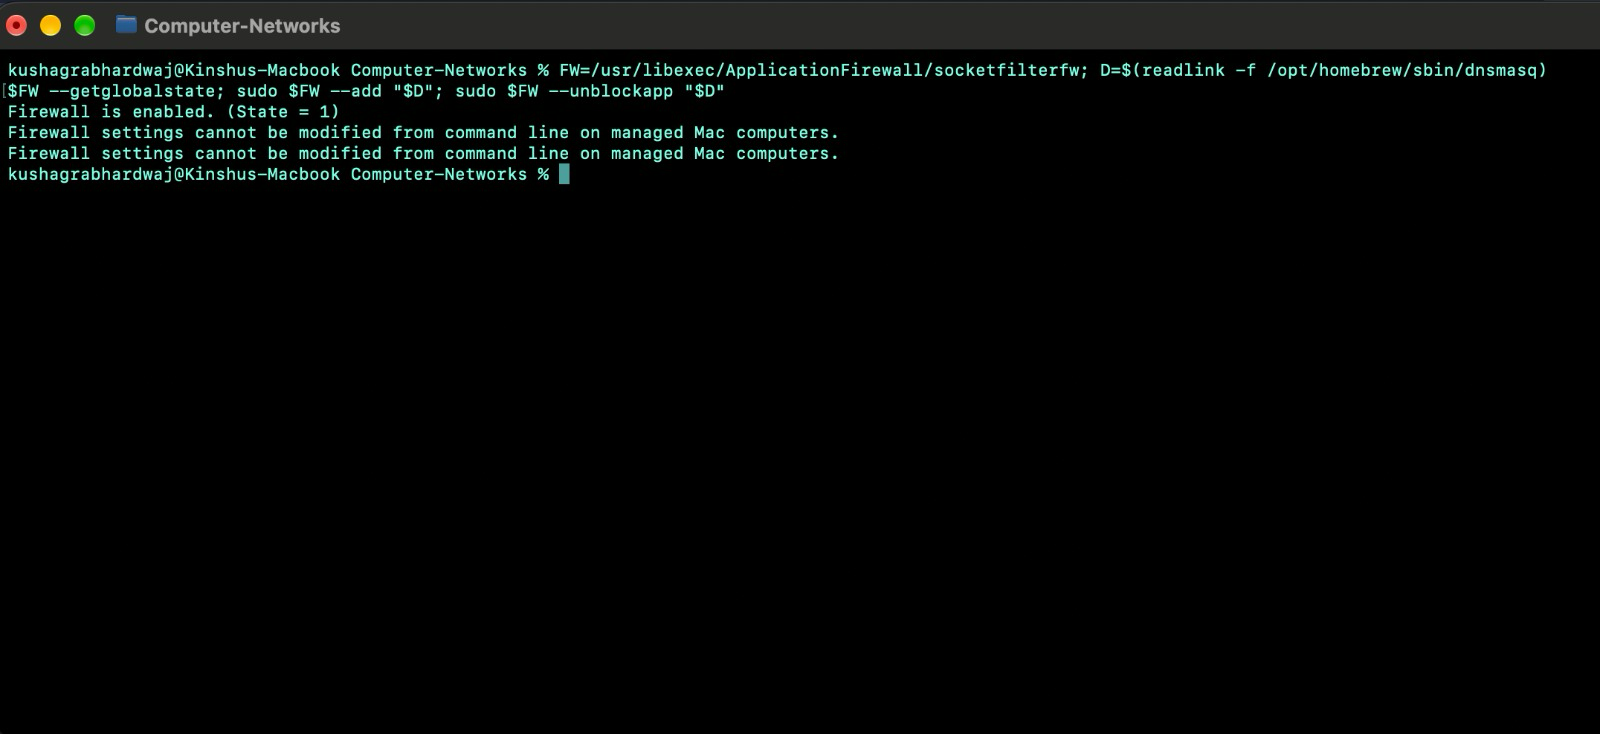 Computer-Networks
kushagrabhardwaj@Kinshus-Macbook Computer-Networks % FW=/usr/libexec/ApplicationFirewall/socketfilterfw; D=$(readlink -f /opt/homebrew/sbin/dnsmasq)
$FW --getglobalstate; sudo $FW --add "$D"; sudo $FW --unblockapp "$D"
Firewall is enabled. (State = 1)
Firewall settings cannot be modified from command line on managed Mac computers.
Firewall settings cannot be modified from command line on managed Mac computers.
kushagrabhardwaj@Kinshus-Macbook Computer-Networks %